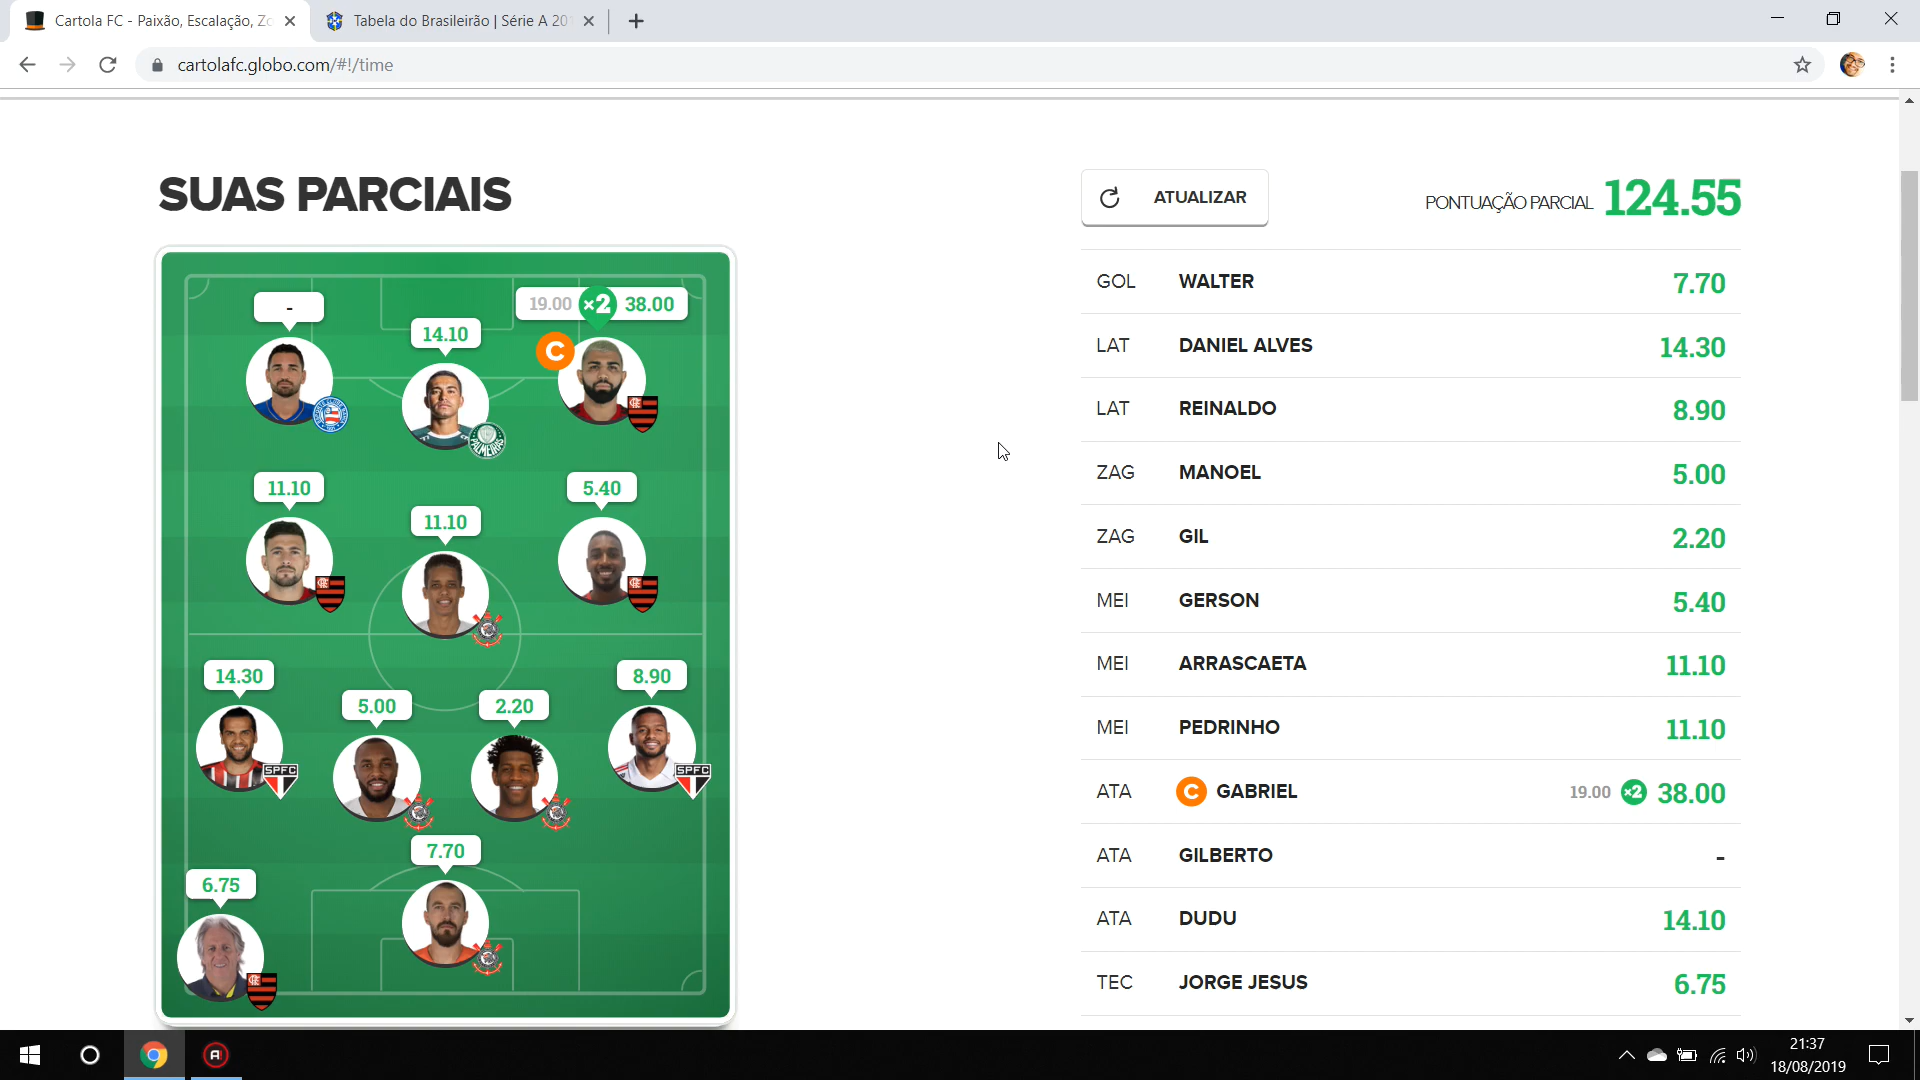 Cartola FC - Paixão, Escalação, Zo
Tabela do Brasileirão | Série A 201
cartolafc.globo.com/#!/time
SUAS PARCIAIS
ATUALIZAR
PONTUAÇÃO PARCIAL 124.55
-
14.10
19.00 ×2 38.00
C
PALMEIRAS
11.10
11.10
5.40
14.30
5.00
2.20
8.90
SPFC
SPFC
7.70
6.75
GOL WALTER 7.70
LAT DANIEL ALVES 14.30
LAT REINALDO 8.90
ZAG MANOEL 5.00
ZAG GIL 2.20
MEI GERSON 5.40
MEI ARRASCAETA 11.10
MEI PEDRINHO 11.10
ATA C GABRIEL 19.00 ×2 38.00
ATA GILBERTO -
ATA DUDU 14.10
TEC JORGE JESUS 6.75
21:37
18/08/2019